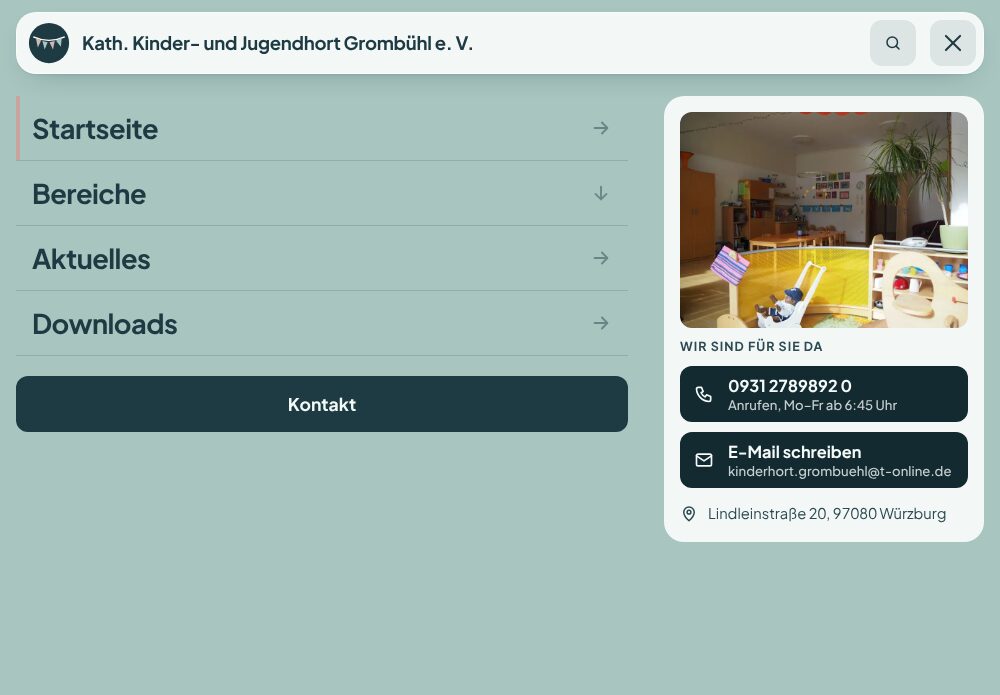 Kath. Kinder- und Jugendhort Grombühl e. V.
Startseite
Bereiche
Aktuelles
Downloads
Kontakt
WIR SIND FÜR SIE DA
0931 2789892 0
Anrufen, Mo–Fr ab 6:45 Uhr
E-Mail schreiben
kinderhort.grombuehl@t-online.de
Lindleinstraße 20, 97080 Würzburg